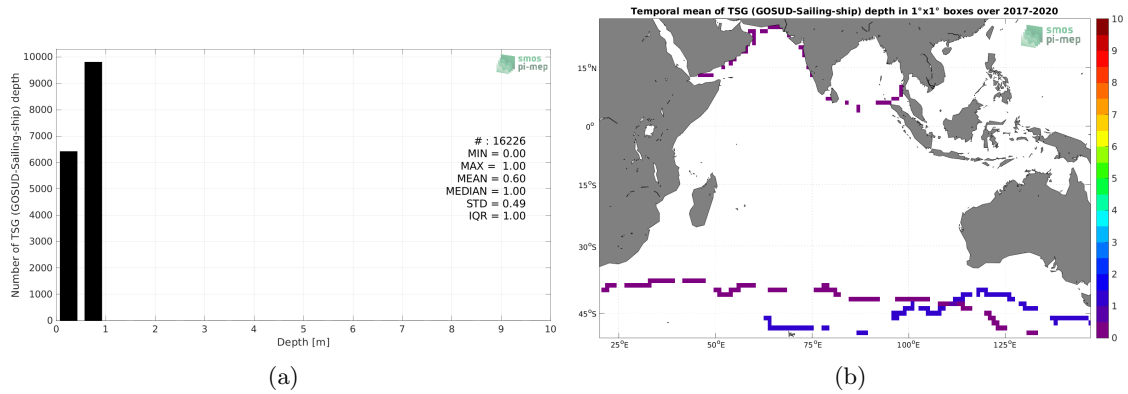 10000
9000
8000
7000
6000
5000
4000
3000
2000
1000
0
Number of TSG (GOSUD-Sailing-ship) depth
smos
pi-mep
# : 16226
MIN = 0.00
MAX = 1.00
MEAN = 0.60
MEDIAN = 1.00
STD = 0.49
IQR = 1.00
0 1 2 3 4 5 6 7 8 9 10
Depth [m]
(a)
Temporal mean of TSG (GOSUD-Sailing-ship) depth in 1°x1° boxes over 2017-2020
smos
pi-mep
15°N
0°
15°S
30°S
45°S
25°E 50°E 75°E 100°E 125°E
10
9
8
7
6
5
4
3
2
1
0
(b)